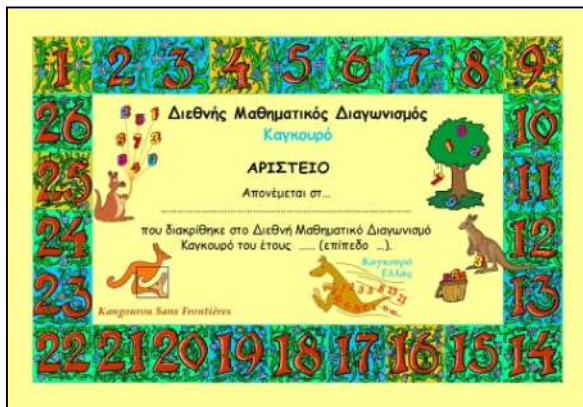 1 2 3 4 5 6 7 8 9
26 10
25 11
24 12
23 13
22 21 20 19 18 17 16 15 14
Διεθνής Μαθηματικός Διαγωνισμός
Καγκουρό
ΑΡΙΣΤΕΙΟ
Απονέμεται στ...
που διακρίθηκε στο Διεθνή Μαθηματικό Διαγωνισμό
Καγκουρό του έτους ...... (επίπεδο ...).
Καγκουρό
Ελλάς
Kangourou Sans Frontières